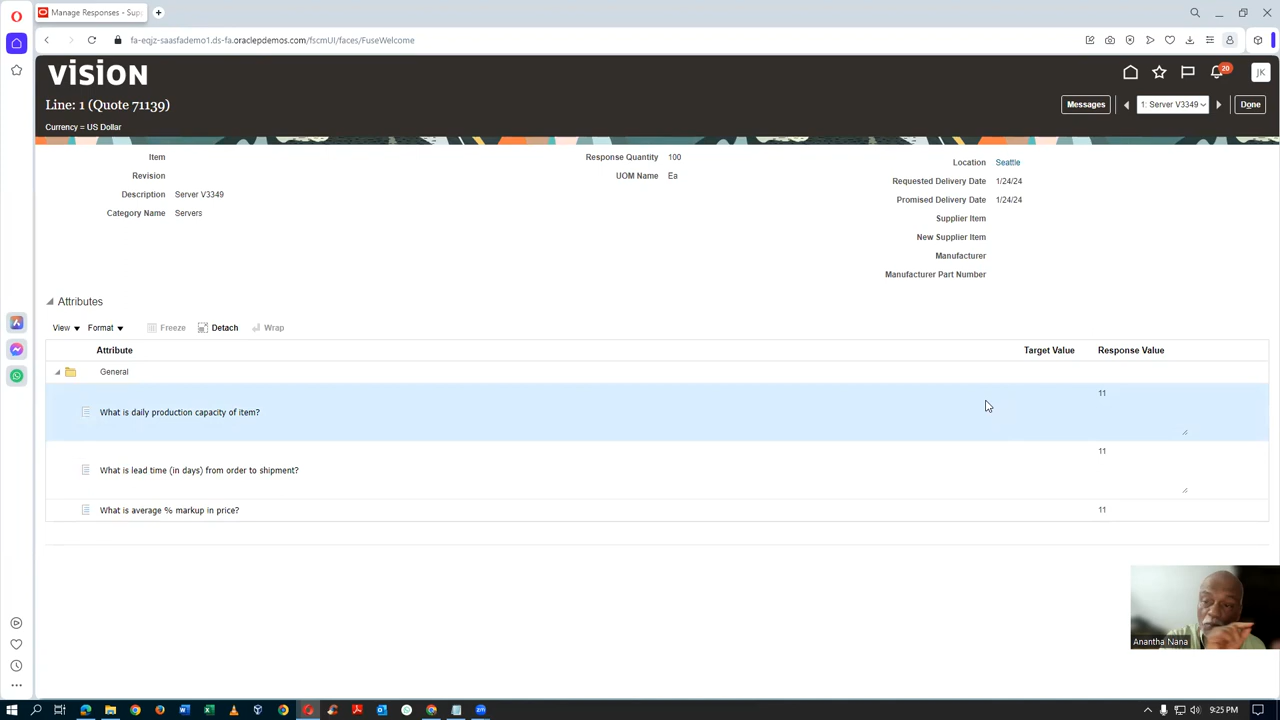 Manage Responses - Sup
fa-eqjz-saasfademo1.ds-fa.oraclepdemos.com/fscmUI/faces/FuseWelcome
vision
20
JK
Line: 1 (Quote 71139)
Messages
1: Server V3349
Done
Currency = US Dollar
Item
Response Quantity 100
Location Seattle
Revision
UOM Name Ea
Requested Delivery Date 1/24/24
Description Server V3349
Promised Delivery Date 1/24/24
Category Name Servers
Supplier Item
New Supplier Item
Manufacturer
Manufacturer Part Number
Attributes
View Format Freeze Detach Wrap
Attribute Target Value Response Value
General
What is daily production capacity of item? 11
What is lead time (in days) from order to shipment? 11
What is average % markup in price? 11
Anantha Nana
9:25 PM